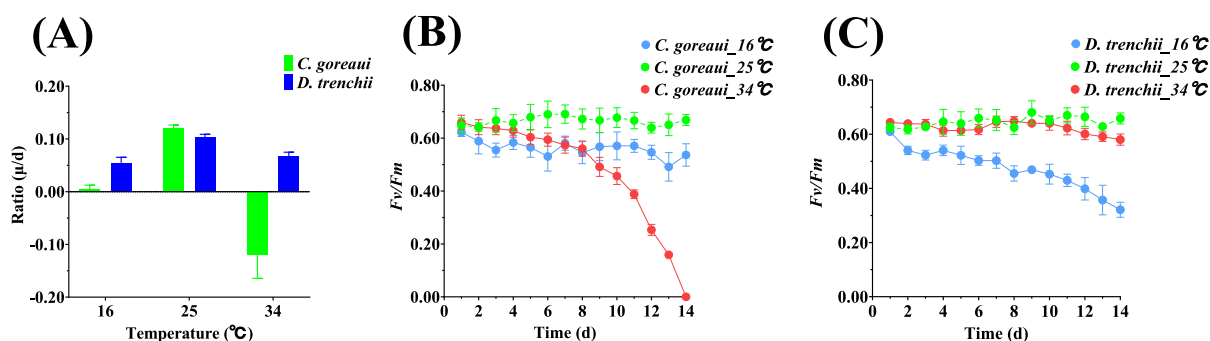 (A)
C. goreaui
D. trenchii
Ratio (μ/d)
0.20
0.10
0.00
-0.10
-0.20
16 25 34
Temperature (℃)
(B)
C. goreaui_16℃
C. goreaui_25℃
C. goreaui_34℃
Fv/Fm
0.80
0.60
0.40
0.20
0.00
0 2 4 6 8 10 12 14
Time (d)
(C)
D. trenchii_16℃
D. trenchii_25℃
D. trenchii_34℃
Fv/Fm
0.80
0.60
0.40
0.20
0.00
0 2 4 6 8 10 12 14
Time (d)